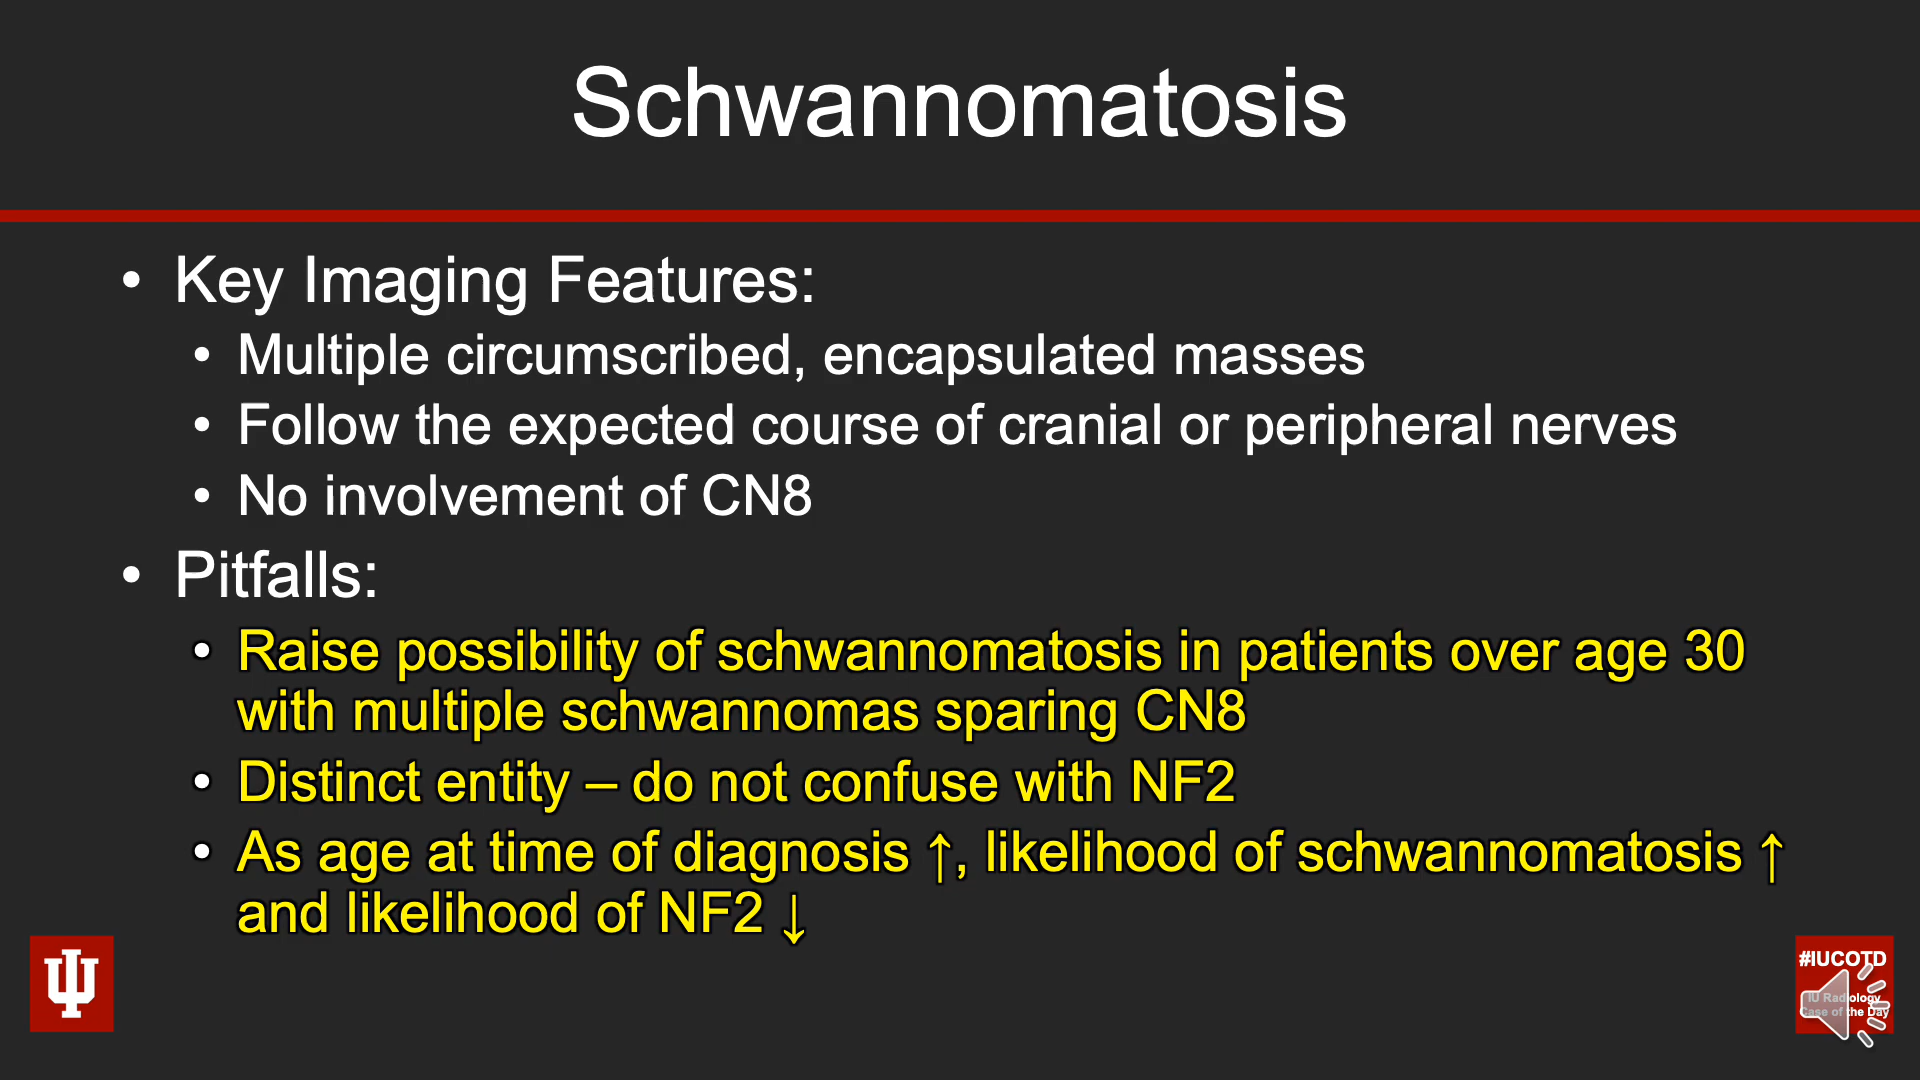 Schwannomatosis
• Key Imaging Features:
• Multiple circumscribed, encapsulated masses
• Follow the expected course of cranial or peripheral nerves
• No involvement of CN8
• Pitfalls:
• Raise possibility of schwannomatosis in patients over age 30
with multiple schwannomas sparing CN8
• Distinct entity – do not confuse with NF2
• As age at time of diagnosis ↑, likelihood of schwannomatosis ↑
and likelihood of NF2 ↓
#IUCOTD
IU Radiology
Case of the Day